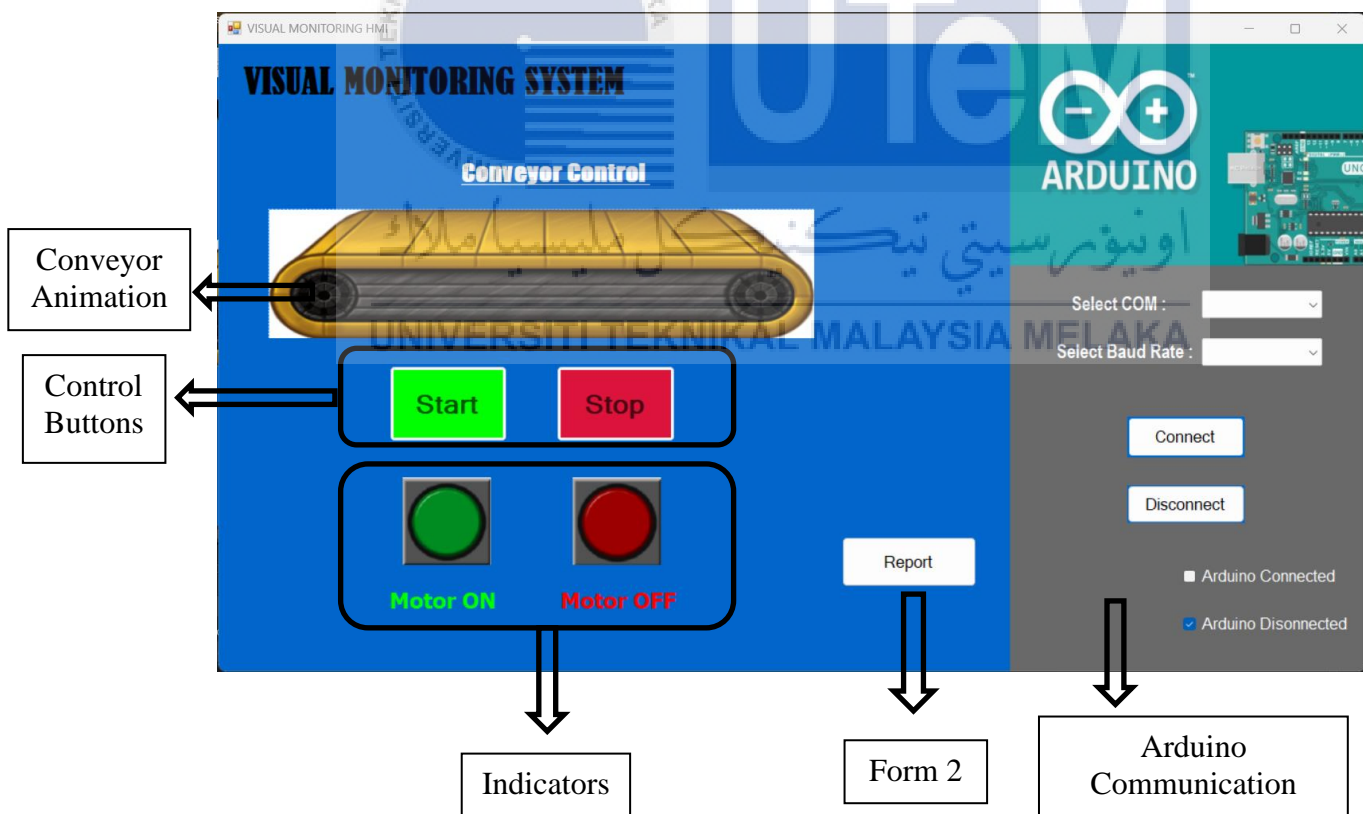 VISUAL MONITORING HMI
VISUAL MONITORING SYSTEM
UTeM
ARDUINO
UNO
Conveyor Control
اونيۏرسيتي تيكنيكل مليسيا ملاك
UNIVERSITI TEKNIKAL MALAYSIA MELAKA
Conveyor
Animation
Select COM :
Select Baud Rate :
Control
Buttons
Start
Stop
Connect
Disconnect
Motor ON
Motor OFF
Report
Arduino Connected
Arduino Disonnected
Indicators
Form 2
Arduino
Communication